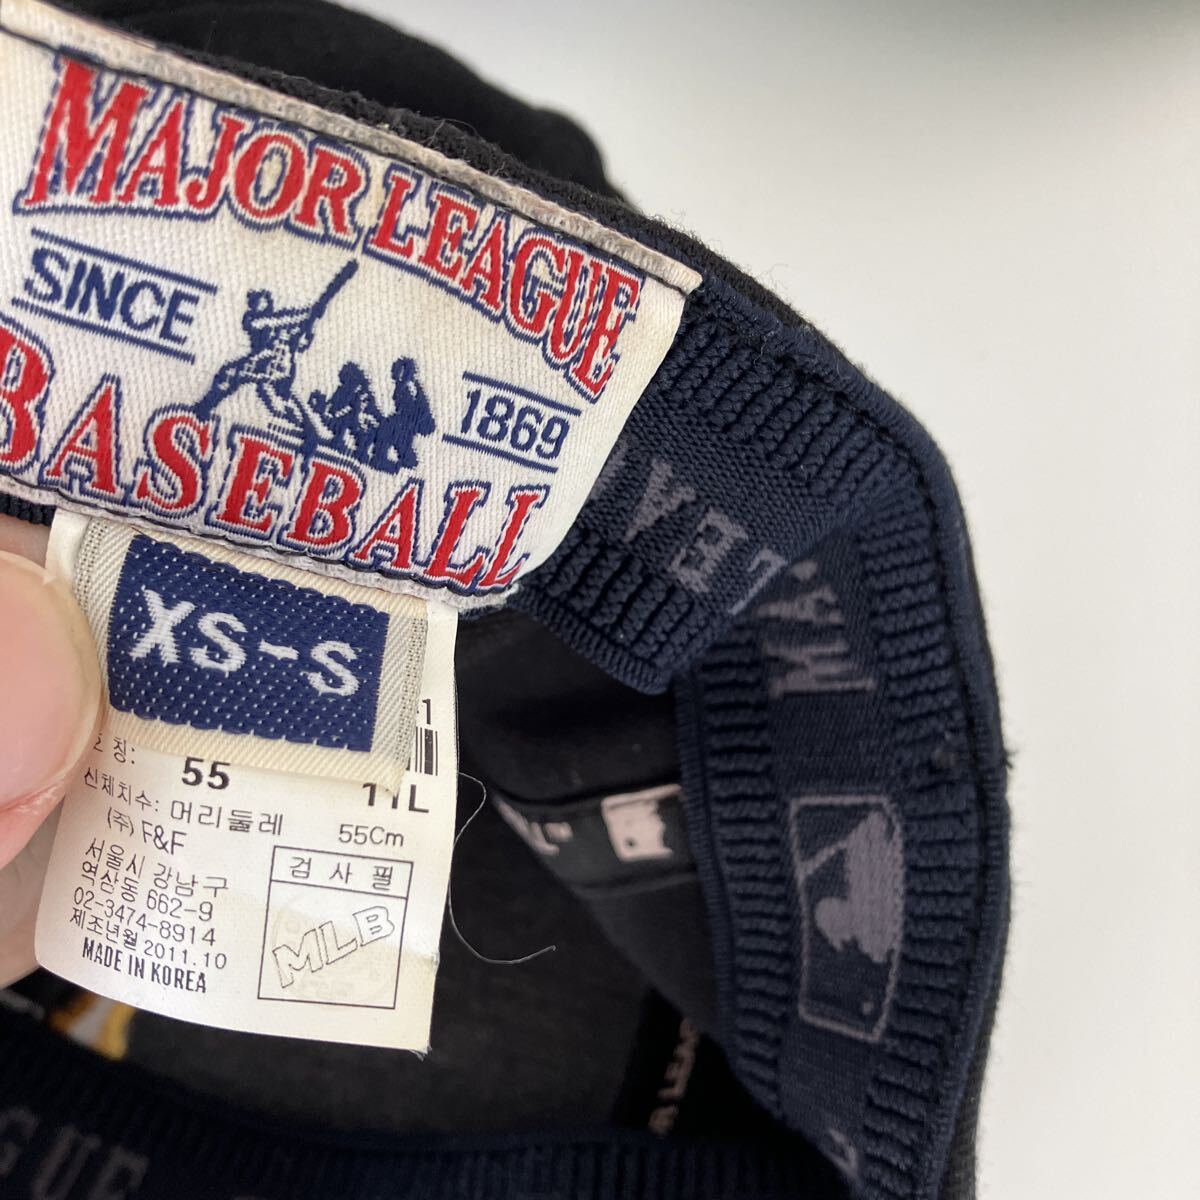 MAJOR LEAGUE
SINCE
1869
BASEBALL
XS-S
호칭:
55
11L
신체치수: 머리둘레 55Cm
(주) F&F
서울시 강남구
역삼동 662-9
02-3474-8914
제조년월 2011.10
MADE IN KOREA
검 사 필
MLB